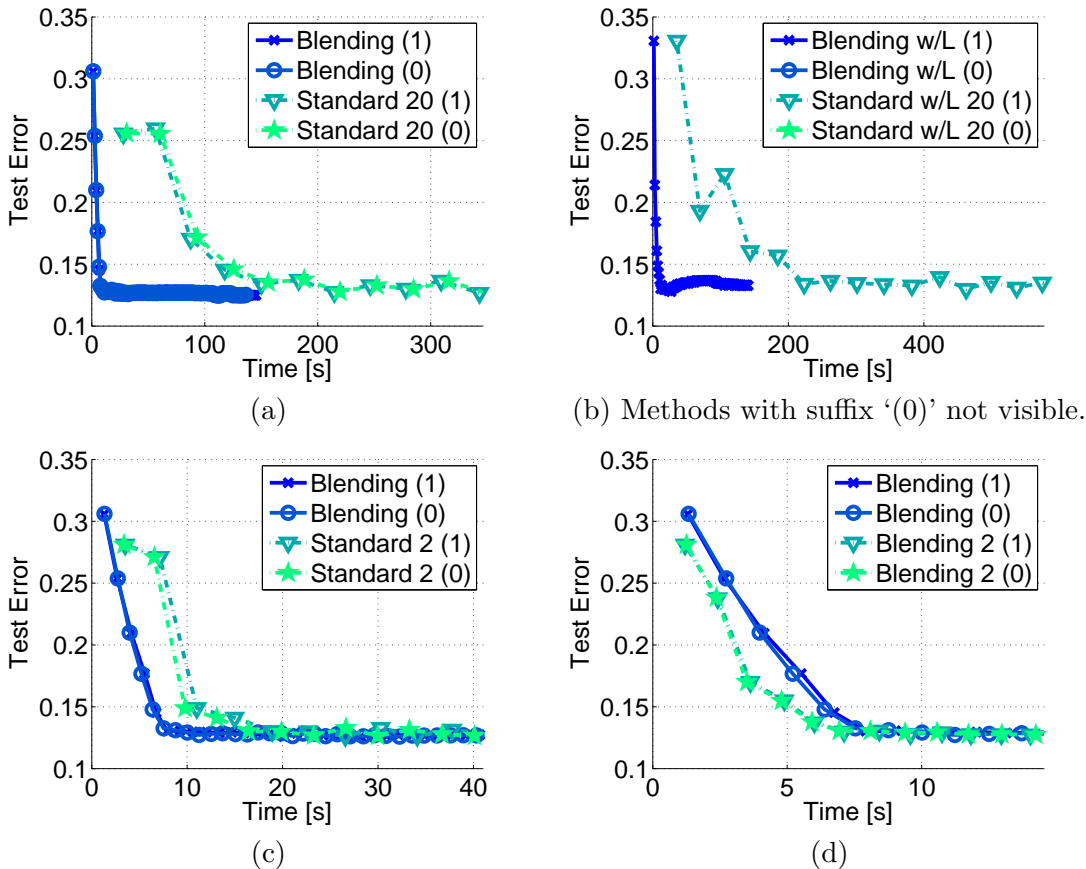 0.35
0.3
0.25
0.2
0.15
0.1
Test Error
0 100 200 300
Time [s]
Blending (1)
Blending (0)
Standard 20 (1)
Standard 20 (0)
(a)
0.35
0.3
0.25
0.2
0.15
0.1
Test Error
0 200 400
Time [s]
Blending w/L (1)
Blending w/L (0)
Standard w/L 20 (1)
Standard w/L 20 (0)
(b) Methods with suffix ‘(0)’ not visible.
0.35
0.3
0.25
0.2
0.15
0.1
Test Error
0 10 20 30 40
Time [s]
Blending (1)
Blending (0)
Standard 2 (1)
Standard 2 (0)
(c)
0.35
0.3
0.25
0.2
0.15
0.1
Test Error
0 5 10
Time [s]
Blending (1)
Blending (0)
Blending 2 (1)
Blending 2 (0)
(d)